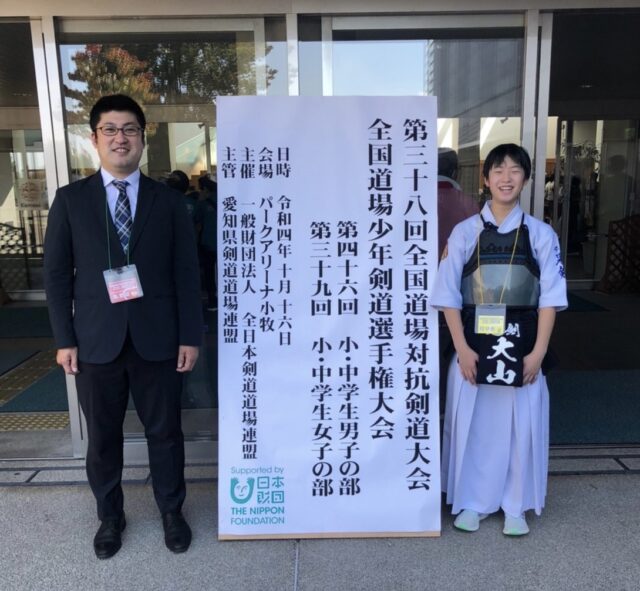 第三十八回全国道場対抗剣道大会
全国道場少年剣道選手権大会
第四十六回 小・中学生男子の部
第三十九回 小・中学生女子の部
日時 令和四年十月十六日
会場 パークアリーナ小牧
主催 一般財団法人 全日本剣道道場連盟
主管 愛知県剣道道場連盟
Supported by
日本財団
THE NIPPON
FOUNDATION
大山